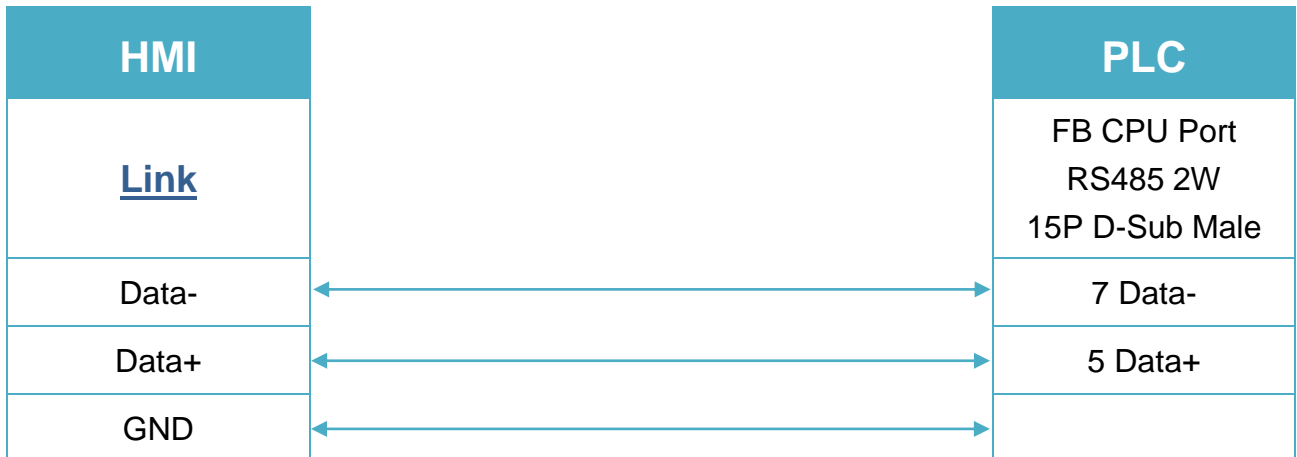 HMI
PLC
Link
FB CPU Port
RS485 2W
15P D-Sub Male
Data-
7 Data-
Data+
5 Data+
GND